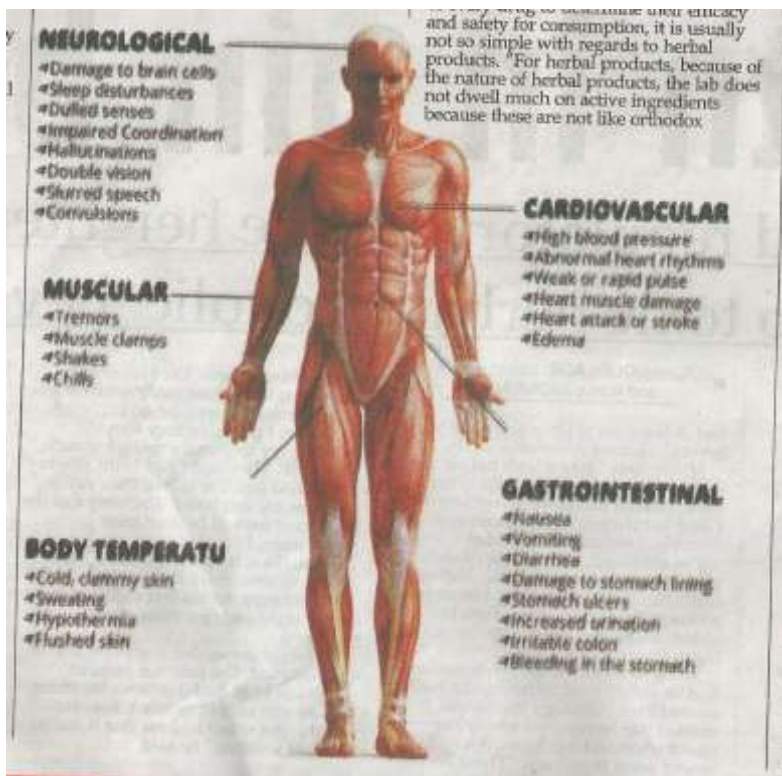 and safety for consumption, it is usually
not so simple with regards to herbal
products. "For herbal products, because of
the nature of herbal products, the lab does
not dwell much on active ingredients
because these are not like orthodox
NEUROLOGICAL
Damage to brain cells
Sleep disturbances
Dulled senses
Impaired Coordination
Hallucinations
Double vision
Slurred speech
Convulsions
CARDIOVASCULAR
High blood pressure
Abnormal heart rhythms
Weak or rapid pulse
Heart muscle damage
Heart attack or stroke
Edema
MUSCULAR
Tremors
Muscle clamps
Shakes
Chills
GASTROINTESTINAL
Nausea
Vomiting
Diarrhea
Damage to stomach lining
Stomach ulcers
Increased urination
Irritable colon
Bleeding in the stomach
BODY TEMPERATU
Cold, clammy skin
Sweating
Hypothermia
Flushed skin